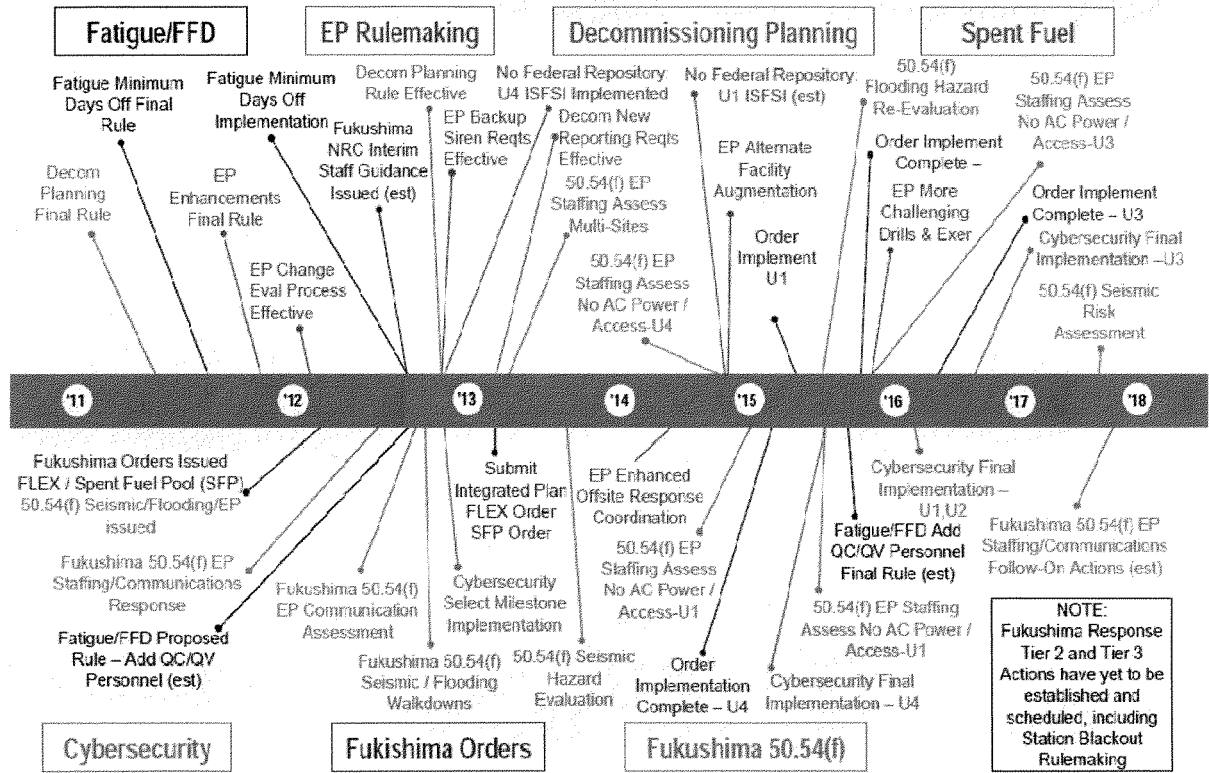 Fatigue/FFD
EP Rulemaking
Decommissioning Planning
Spent Fuel
Fatigue Minimum
Days Off Final
Rule
Fatigue Minimum
Days Off
Implementation
Decom Planning
Rule Effective
No Federal Repository:
U4 ISFSI Implemented
No Federal Repository:
U1 ISFSI (est)
50.54(f)
Flooding Hazard
Re-Evaluation
50.54(f) EP
Staffing Assess
No AC Power /
Access-U3
Decom
Planning
Final Rule
EP
Enhancements
Final Rule
EP Change
Eval Process
Effective
Fukushima
NRC Interim
Staff Guidance
Issued (est)
EP Backup
Siren Reqts
Effective
Decom New
Reporting Reqts
Effective
50.54(f) EP
Staffing Assess
Multi-Sites
50.54(f) EP
Staffing Assess
No AC Power /
Access-U4
EP Alternate
Facility
Augmentation
Order
Implement
U1
Order Implement
Complete –
EP More
Challenging
Drills & Exer
Order Implement
Complete – U3
Cybersecurity Final
Implementation –U3
50.54(f) Seismic
Risk
Assessment
'11
'12
'13
'14
'15
'16
'17
'18
Fukushima Orders Issued
FLEX / Spent Fuel Pool (SFP)
50.54(f) Seismic/Flooding/EP
issued
Fukushima 50.54(f) EP
Staffing/Communications
Response
Fatigue/FFD Proposed
Rule – Add QC/QV
Personnel (est)
Fukushima 50.54(f)
EP Communication
Assessment
Fukushima 50.54(f)
Seismic / Flooding
Walkdowns
Cybersecurity
Select Milestone
Implementation
Submit
Integrated Plan
FLEX Order
SFP Order
50.54(f) Seismic
Hazard
Evaluation
EP Enhanced
Offsite Response
Coordination
50.54(f) EP
Staffing Assess
No AC Power /
Access-U1
Order
Implementation
Complete – U4
Cybersecurity Final
Implementation – U4
50.54(f) EP Staffing
Assess No AC Power /
Access-U1
Fatigue/FFD Add
QC/QV Personnel
Final Rule (est)
Cybersecurity Final
Implementation –
U1,U2
Fukushima 50.54(f) EP
Staffing/Communications
Follow-On Actions (est)
NOTE:
Fukushima Response
Tier 2 and Tier 3
Actions have yet to be
established and
scheduled, including
Station Blackout
Rulemaking
Cybersecurity
Fukishima Orders
Fukushima 50.54(f)